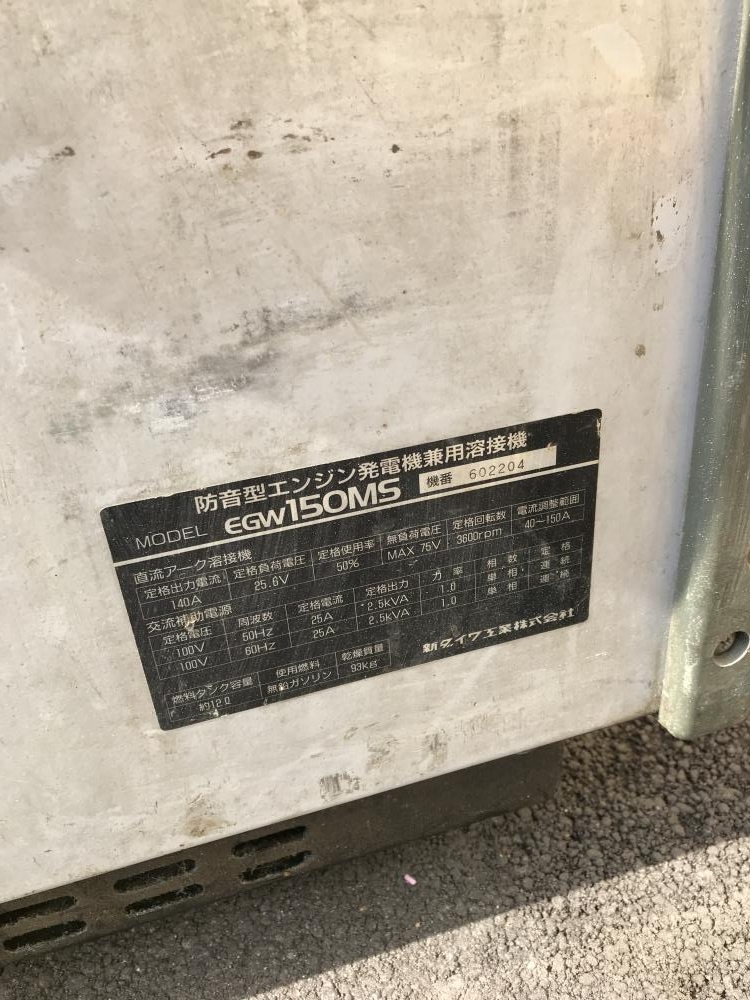 防音型エンジン発電機兼用溶接機
MODEL EGW150MS 機番 602204
直流アーク溶接機
定格出力電流 定格負荷電圧 定格使用率 無負荷電圧 定格回転数 電流調整範囲
140A 25.6V 50% MAX 75V 3600rpm 40～150A
交流補助電源
定格電圧 周波数 定格電流 定格出力 力率 相数 定格
100V 50Hz 25A 2.5kVA 1.0 単相 連続
100V 60Hz 25A 2.5kVA 1.0 単相 連続
燃料タンク容量 使用燃料 乾燥質量
約12ℓ 無鉛ガソリン 93kg
新ダイワ工業株式会社